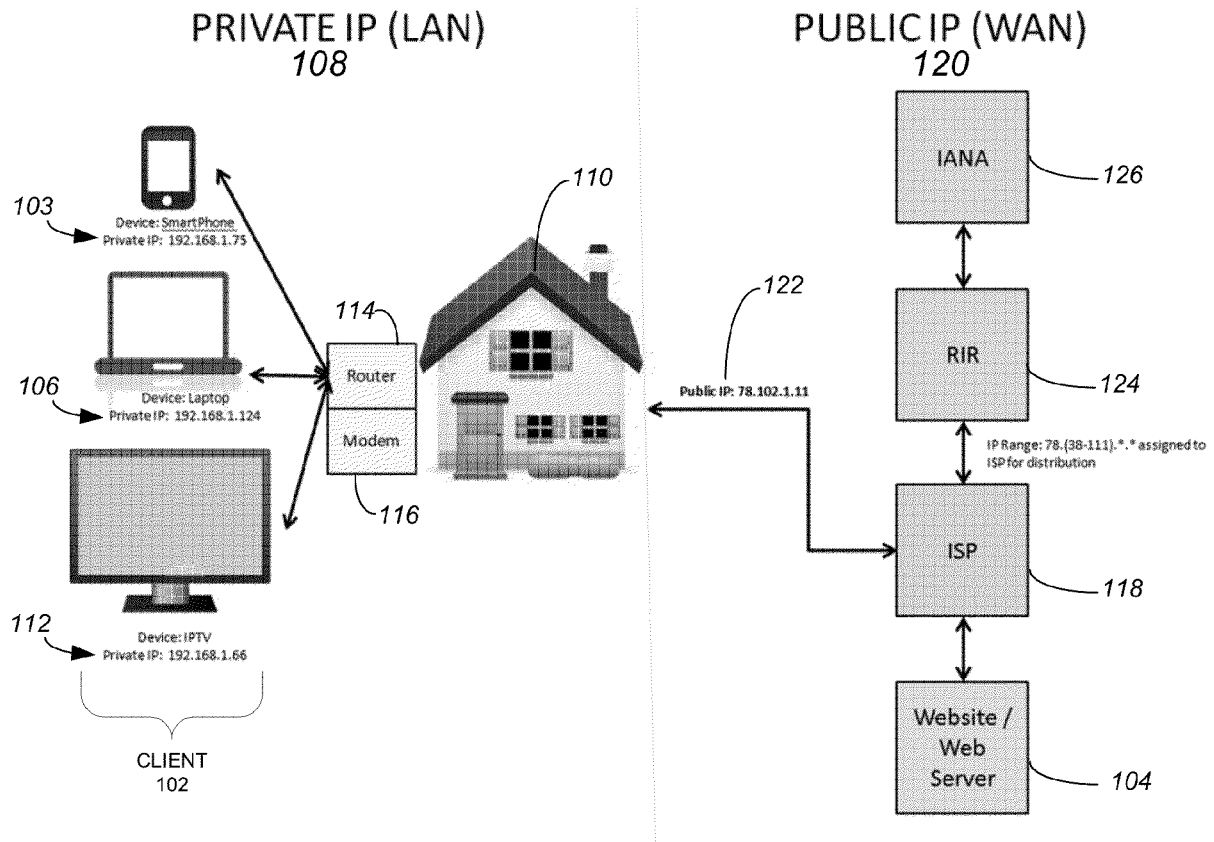 PRIVATE IP (LAN)
108
PUBLIC IP (WAN)
120
IANA
126
103
Device: SmartPhone
Private IP: 192.168.1.75
110
122
114
Router
RIR
124
106
Device: Laptop
Private IP: 192.168.1.124
Public IP: 78.102.1.11
Modem
116
IP Range: 78.(38-111).*.* assigned to
ISP for distribution
ISP
118
112
Device: IPTV
Private IP: 192.168.1.66
CLIENT
102
Website /
Web
Server
104